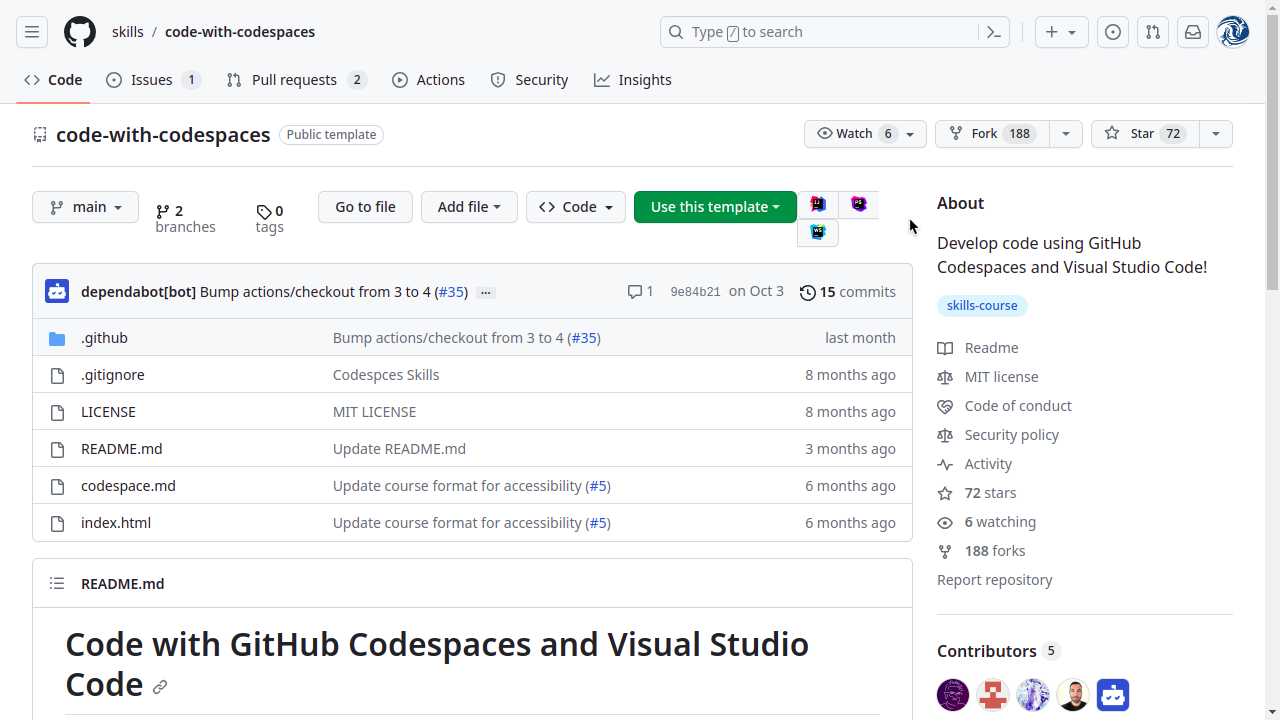 skills / code-with-codespaces
Type / to search
Code
Issues 1
Pull requests 2
Actions
Security
Insights
code-with-codespaces Public template
Watch 6
Fork 188
Star 72
main
2 branches
0 tags
Go to file
Add file
Code
Use this template
dependabot[bot] Bump actions/checkout from 3 to 4 (#35) ...
1
9e84b21 on Oct 3
15 commits
.github Bump actions/checkout from 3 to 4 (#35) last month
.gitignore Codespces Skills 8 months ago
LICENSE MIT LICENSE 8 months ago
README.md Update README.md 3 months ago
codespace.md Update course format for accessibility (#5) 6 months ago
index.html Update course format for accessibility (#5) 6 months ago
README.md
Code with GitHub Codespaces and Visual Studio
Code
About
Develop code using GitHub
Codespaces and Visual Studio Code!
skills-course
Readme
MIT license
Code of conduct
Security policy
Activity
72 stars
6 watching
188 forks
Report repository
Contributors 5